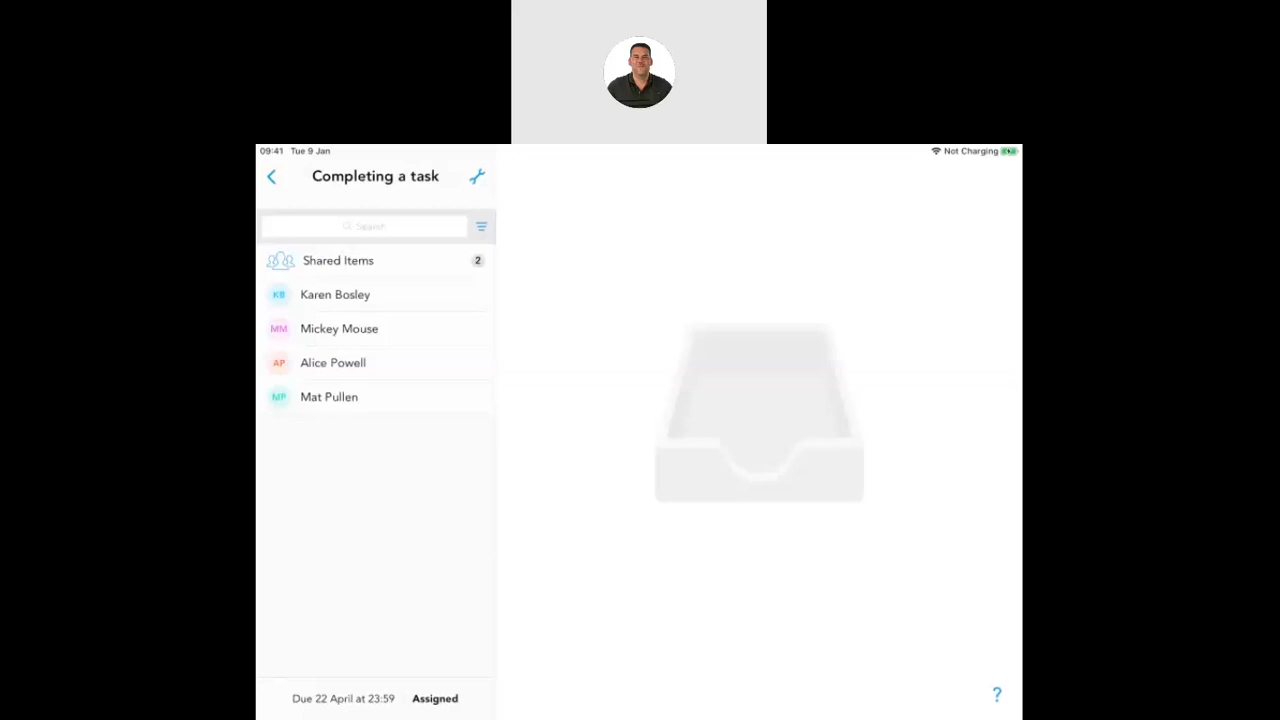 09:41 Tue 9 Jan
Not Charging
Completing a task
Search
Shared Items 2
KB Karen Bosley
MM Mickey Mouse
AP Alice Powell
MP Mat Pullen
Due 22 April at 23:59 Assigned
?